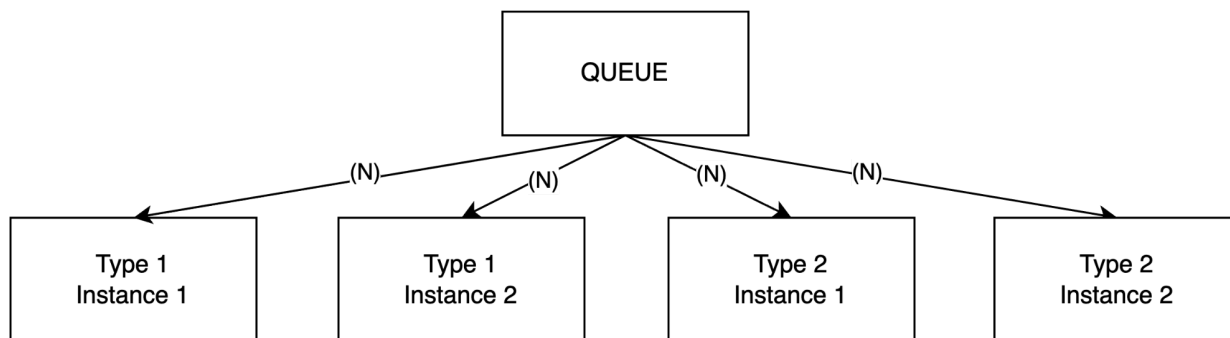 QUEUE
(N)
(N)
(N)
(N)
Type 1
Instance 1
Type 1
Instance 2
Type 2
Instance 1
Type 2
Instance 2